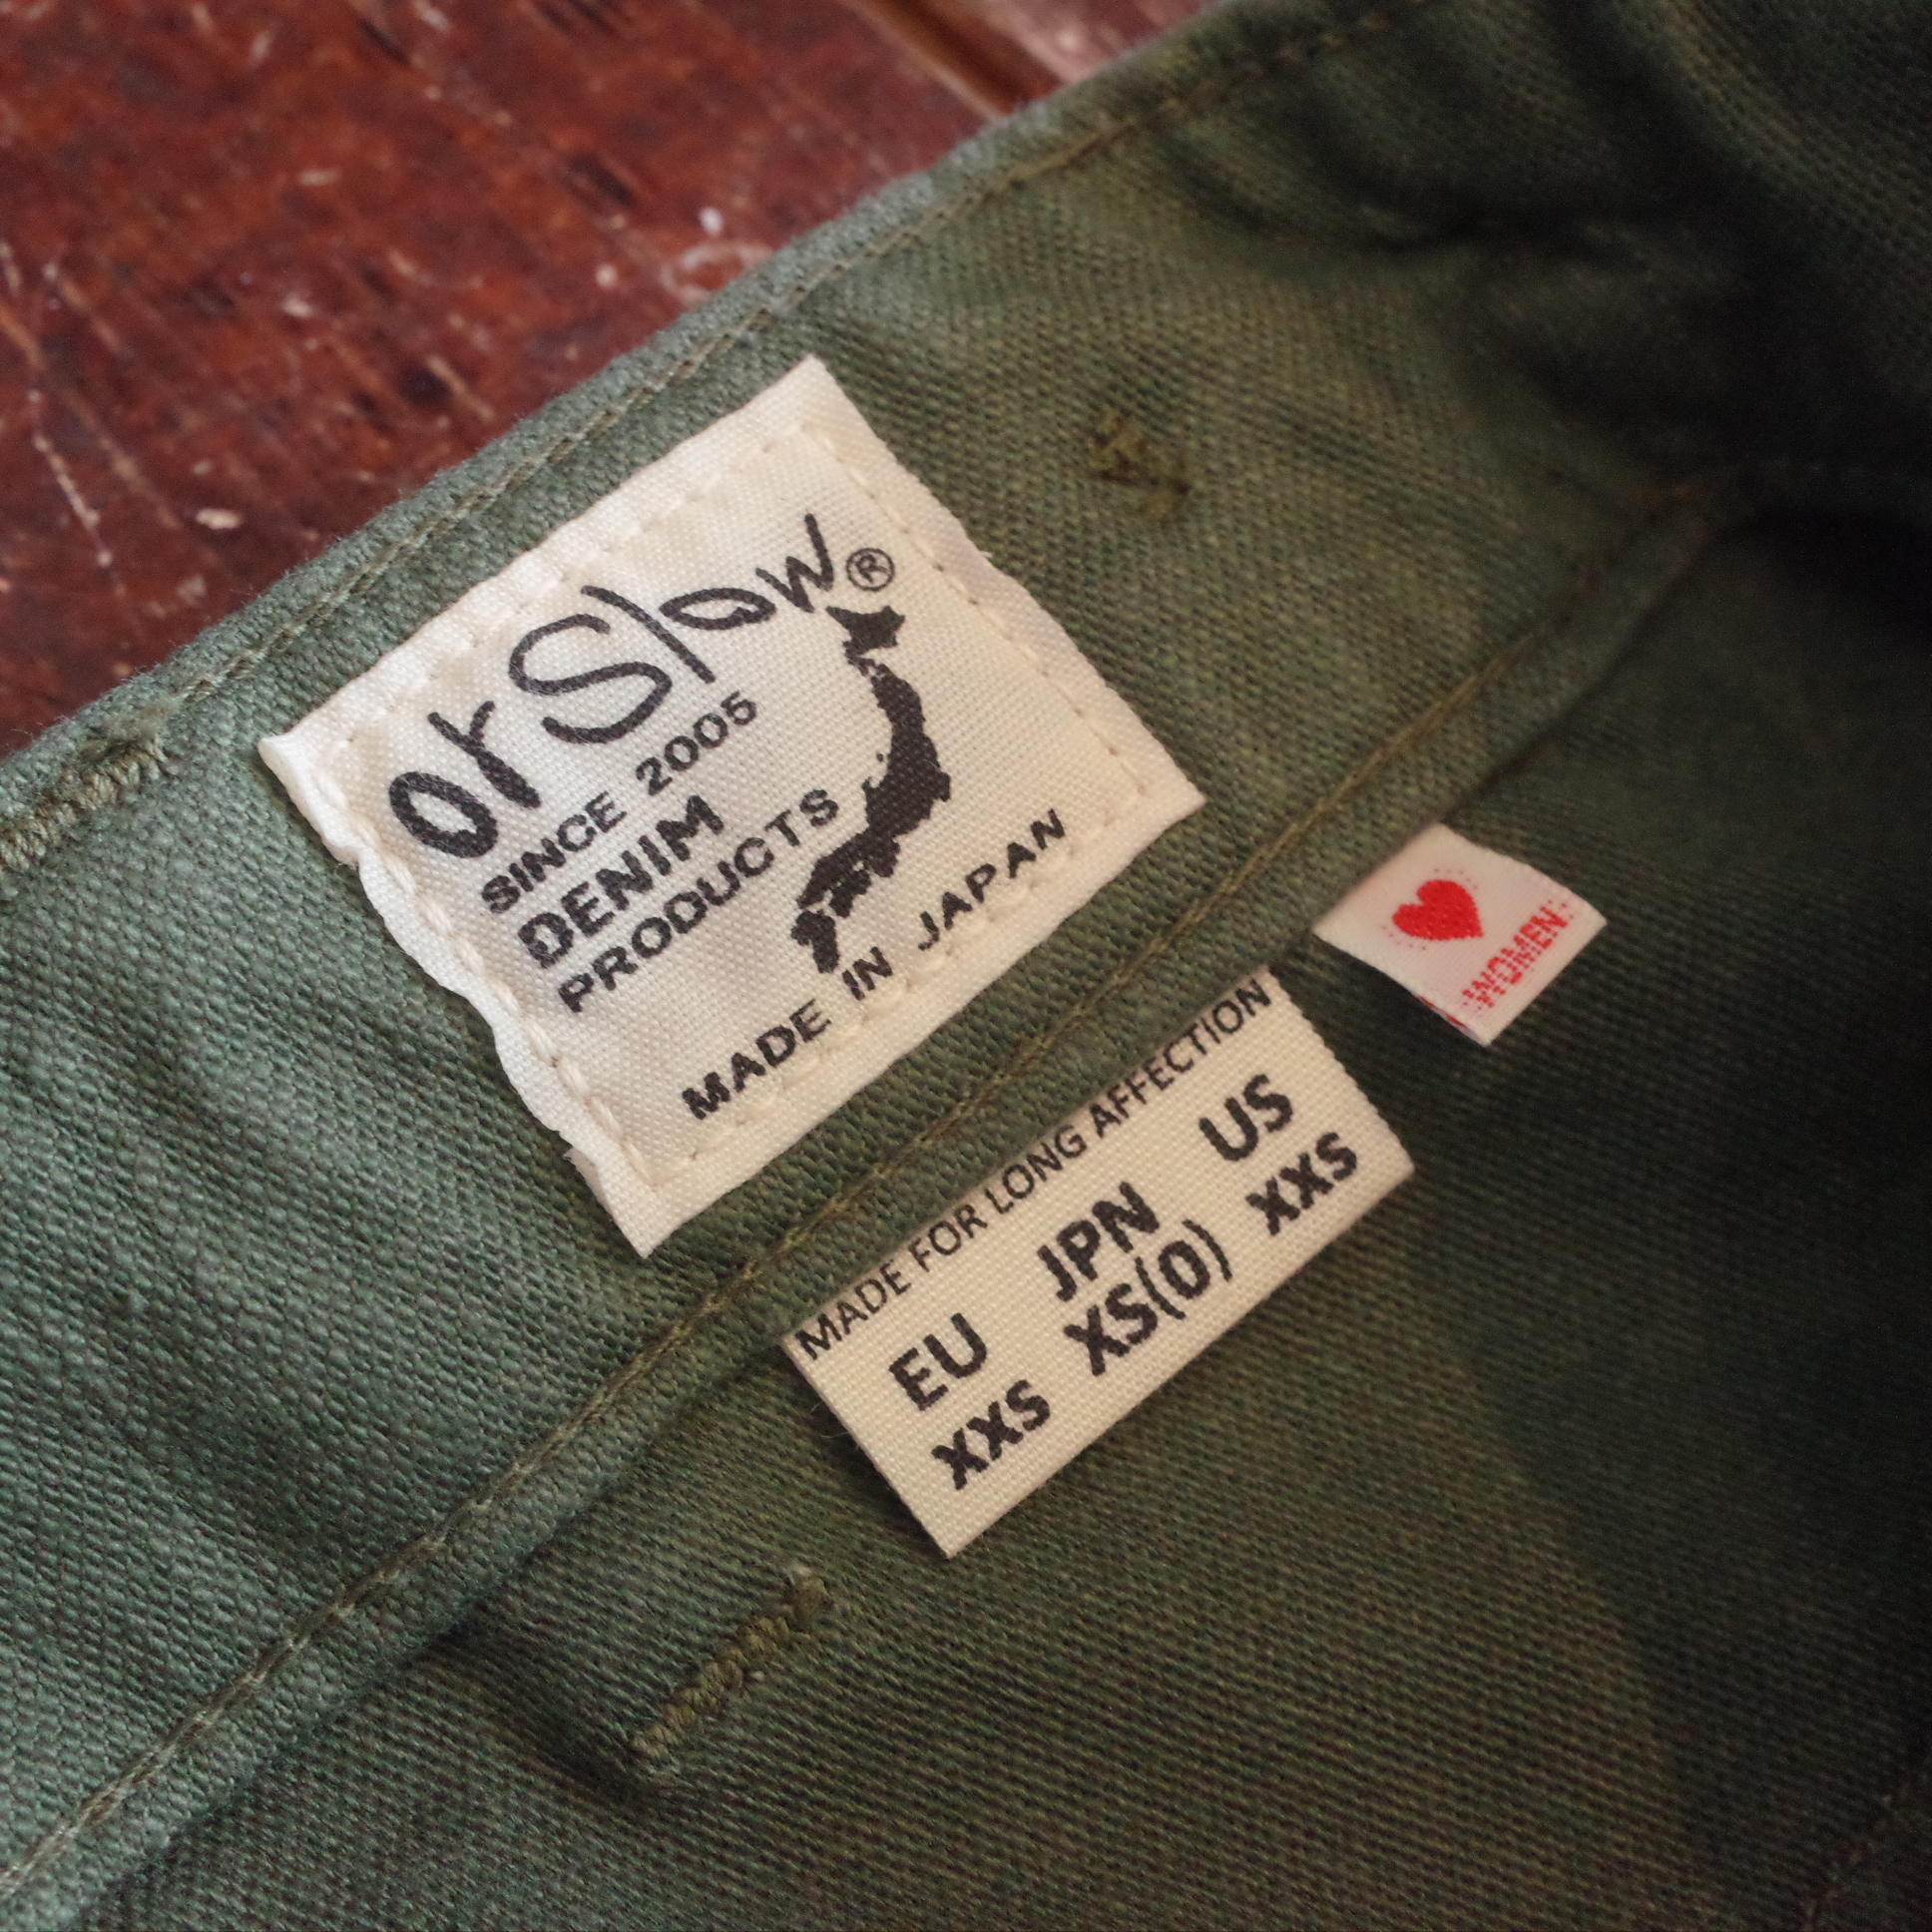 orSlow®
SINCE 2005
DENIM
PRODUCTS
MADE IN JAPAN
WOMEN
MADE FOR LONG AFFECTION
EU JPN US
XXS XS(0) XXS